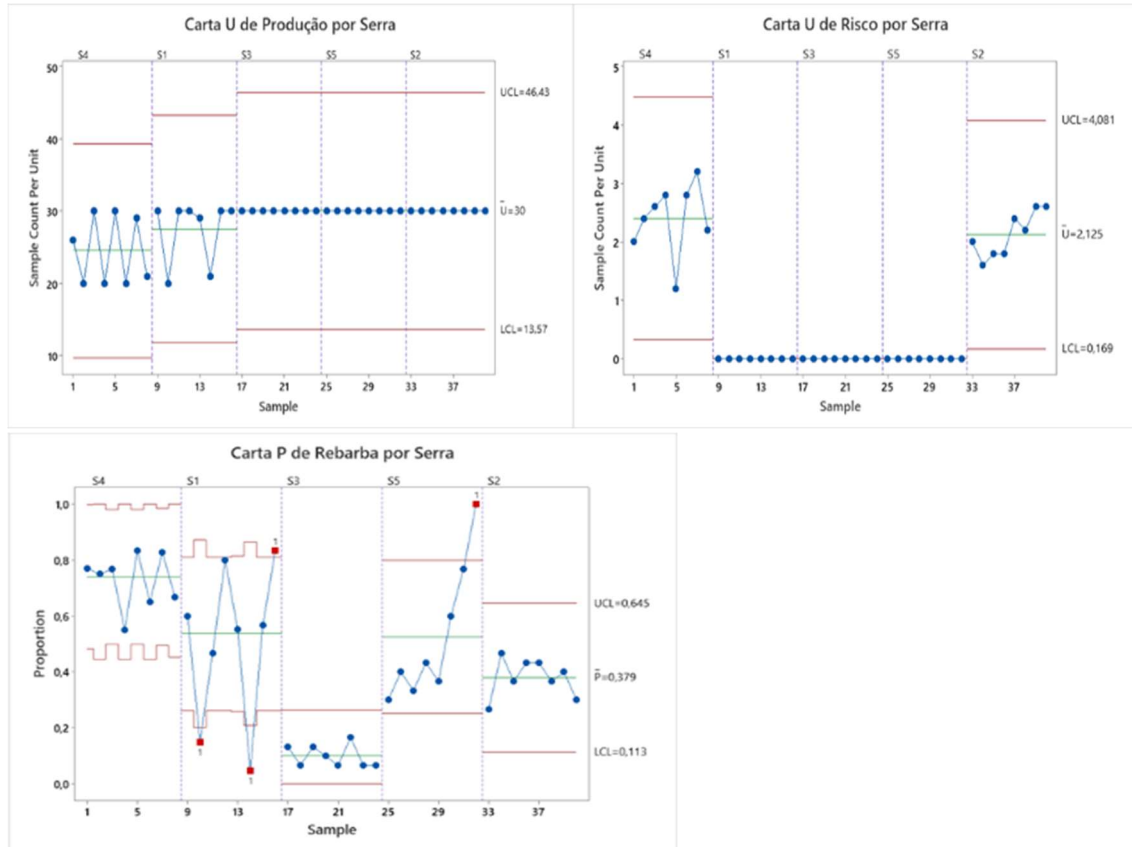 Carta U de Produção por Serra
S4 S1 S3 S5 S2
50
40
30
20
10
Sample Count Per Unit
UCL=46,43
U̅=30
LCL=13,57
1 5 9 13 17 21 25 29 33 37
Sample
Carta U de Risco por Serra
S4 S1 S3 S5 S2
5
4
3
2
1
0
Sample Count Per Unit
UCL=4,081
U̅=2,125
LCL=0,169
1 5 9 13 17 21 25 29 33 37
Sample
Carta P de Rebarba por Serra
S4 S1 S3 S5 S2
1,0
0,8
0,6
0,4
0,2
0,0
Proportion
1
1
1
1
UCL=0,645
P̅=0,379
LCL=0,113
1 5 9 13 17 21 25 29 33 37
Sample